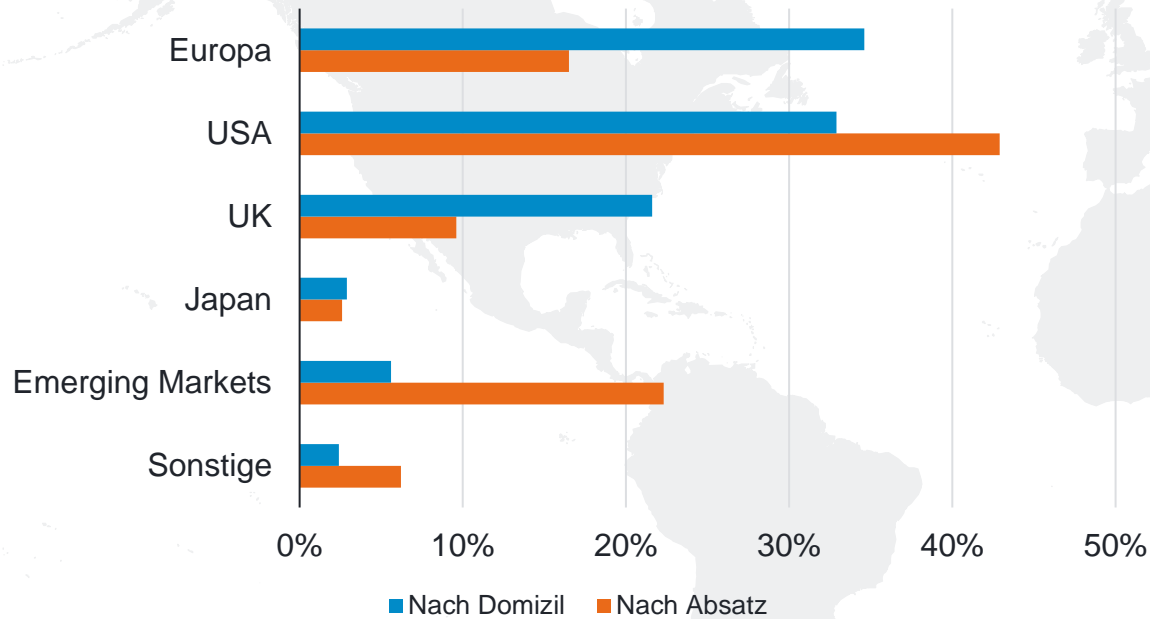 Europa
USA
UK
Japan
Emerging Markets
Sonstige
0% 10% 20% 30% 40% 50%
Nach Domizil Nach Absatz